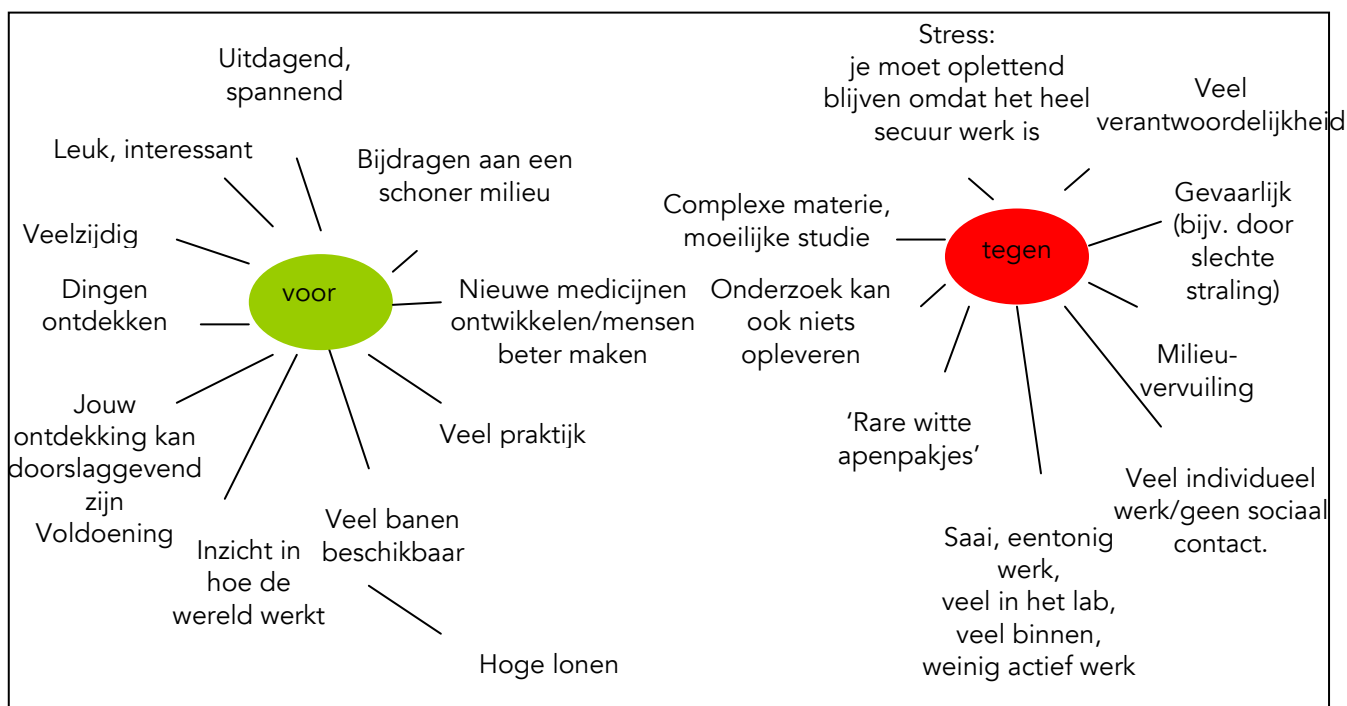 Uitdagend,
spannend
Leuk, interessant
Bijdragen aan een
schoner milieu
Veelzijdig
voor
Dingen
ontdekken
Nieuwe medicijnen
ontwikkelen/mensen
beter maken
Jouw
ontdekking kan
doorslaggevend
zijn
Voldoening
Veel praktijk
Inzicht in
hoe de
wereld werkt
Veel banen
beschikbaar
Hoge lonen
Stress:
je moet oplettend
blijven omdat het heel
secuur werk is
Veel
verantwoordelijkheid
Complexe materie,
moeilijke studie
tegen
Gevaarlijk
(bijv. door
slechte
straling)
Onderzoek kan
ook niets
opleveren
Milieu-
vervuiling
‘Rare witte
apenpakjes’
Veel individueel
werk/geen sociaal
contact.
Saai, eentonig
werk,
veel in het lab,
veel binnen,
weinig actief werk